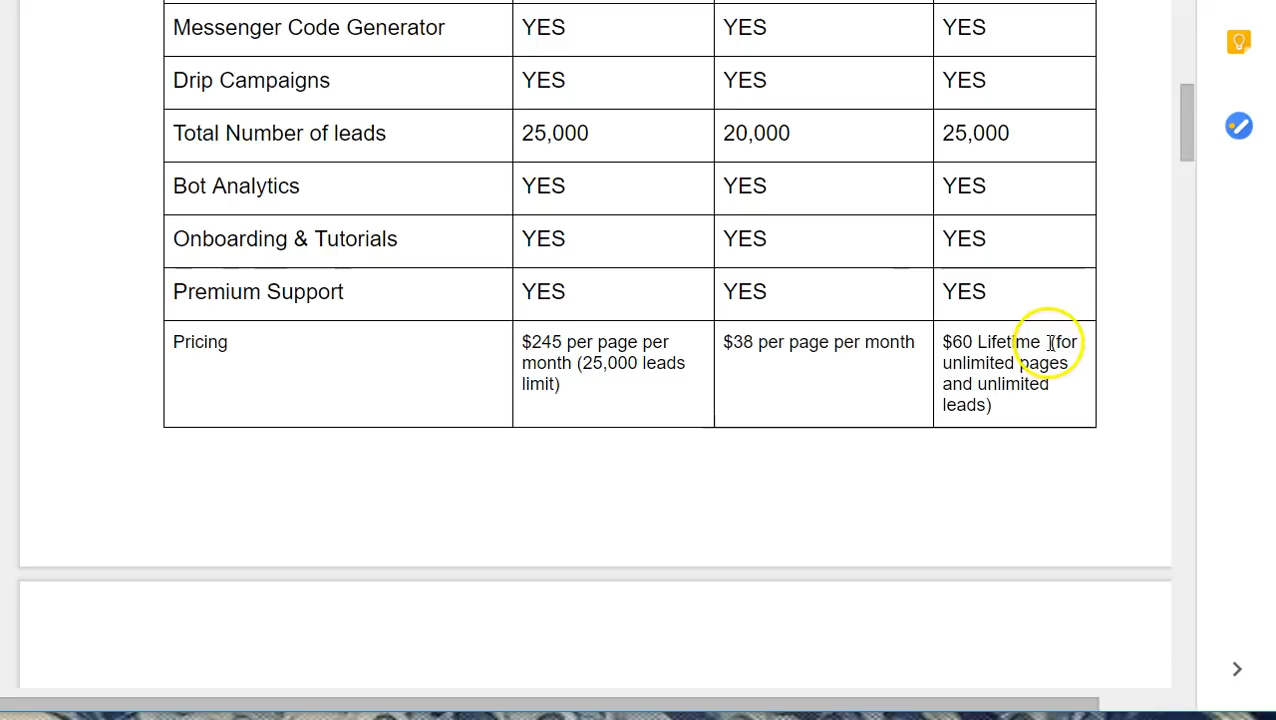 Messenger Code Generator YES YES YES
Drip Campaigns YES YES YES
Total Number of leads 25,000 20,000 25,000
Bot Analytics YES YES YES
Onboarding & Tutorials YES YES YES
Premium Support YES YES YES
Pricing $245 per page per $38 per page per month $60 Lifetime (for
month (25,000 leads unlimited pages
limit) and unlimited
leads)